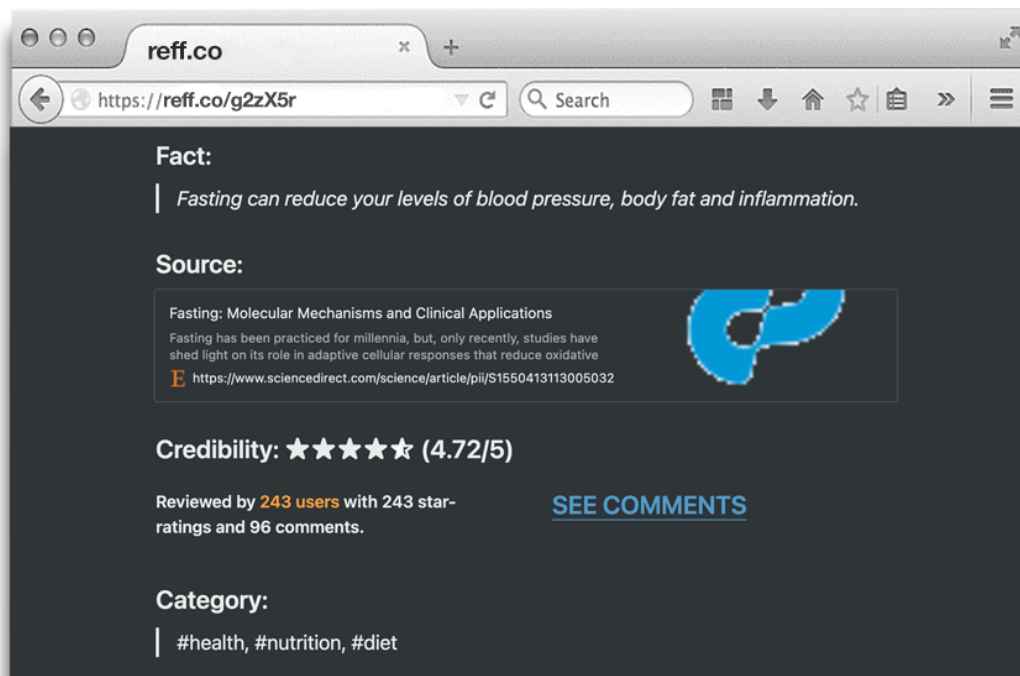 reff.co
https://reff.co/g2zX5r
Search
Fact:
Fasting can reduce your levels of blood pressure, body fat and inflammation.
Source:
Fasting: Molecular Mechanisms and Clinical Applications
Fasting has been practiced for millennia, but, only recently, studies have
shed light on its role in adaptive cellular responses that reduce oxidative
E https://www.sciencedirect.com/science/article/pii/S1550413113005032
Credibility: ★★★★⯪ (4.72/5)
Reviewed by 243 users with 243 star-
ratings and 96 comments.
SEE COMMENTS
Category:
#health, #nutrition, #diet